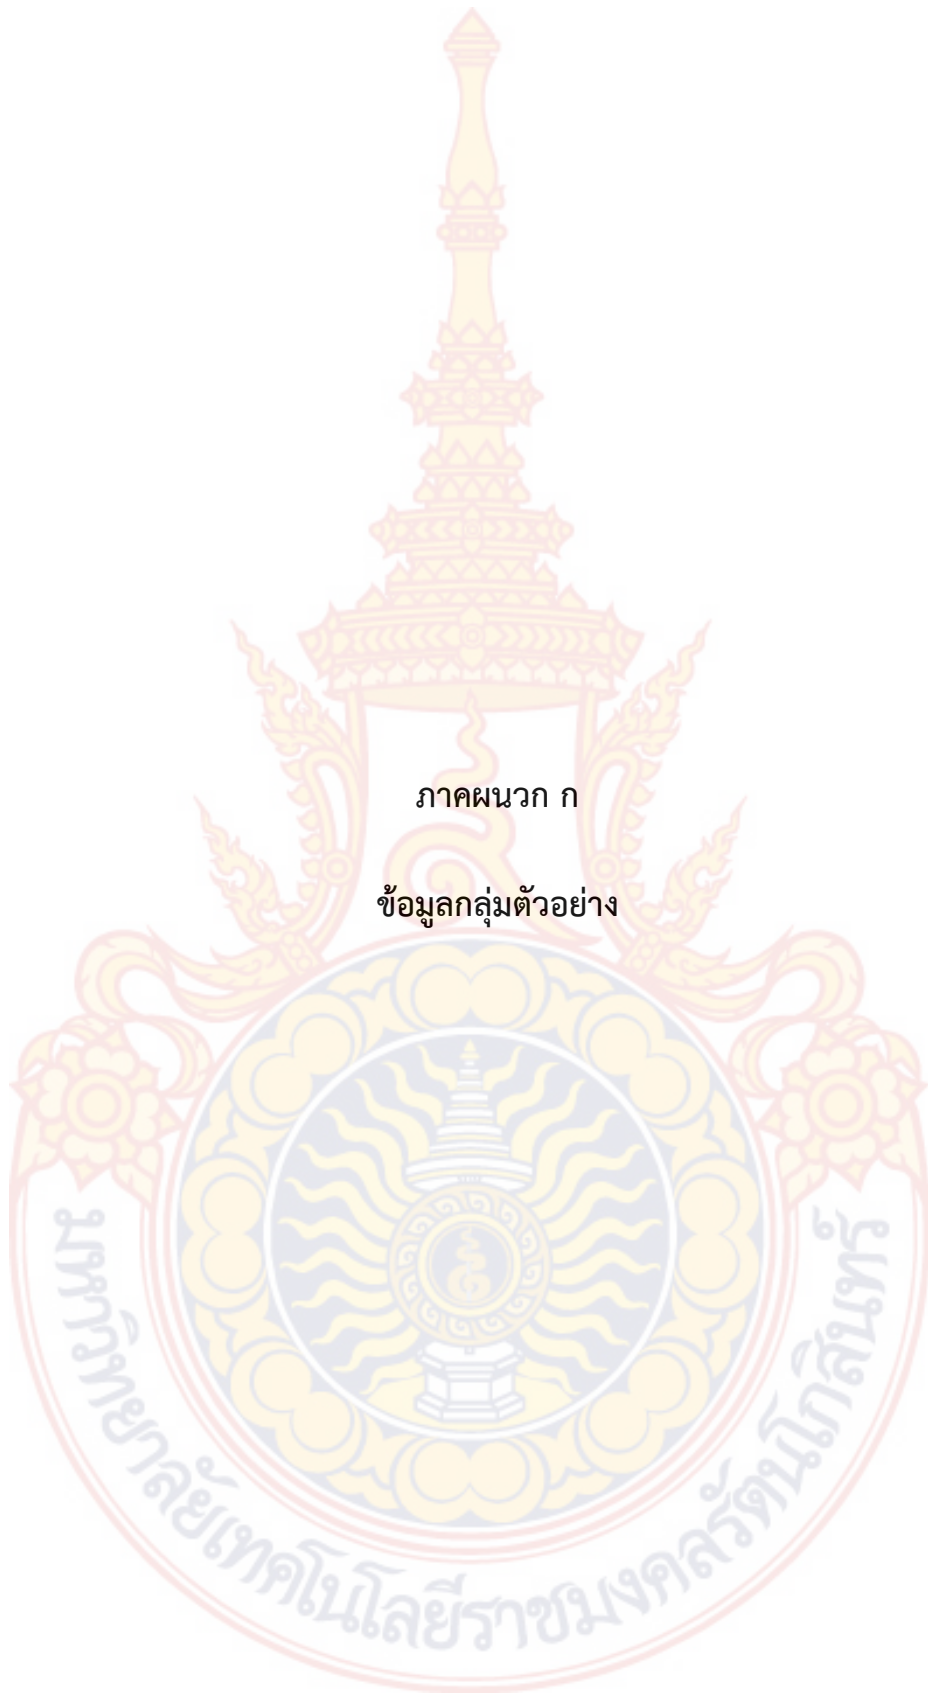 ภาคผนวก ก
ข้อมูลกลุ่มตัวอย่าง
มหาวิทยาลัยเทคโนโลยีราชมงคลรัตนโกสินทร์